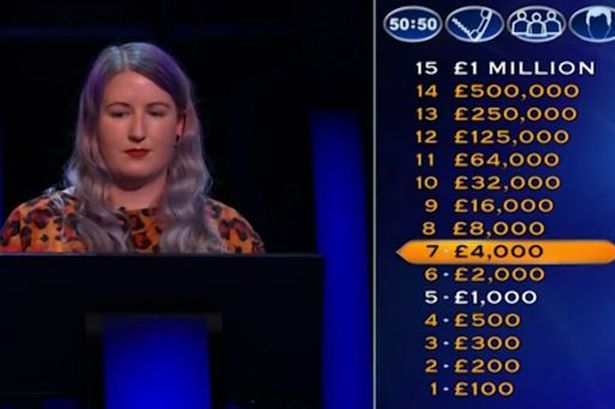 50:50
15 £1 MILLION
14 £500,000
13 £250,000
12 £125,000
11 £64,000
10 £32,000
9 £16,000
8 £8,000
7 · £4,000
6 · £2,000
5 · £1,000
4 · £500
3 · £300
2 · £200
1 · £100